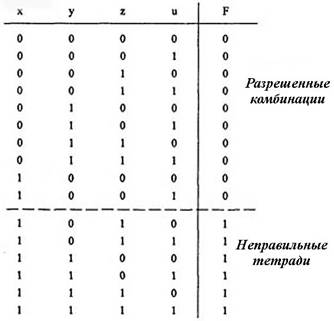 x y z u F
0 0 0 0 0
0 0 0 1 0
0 0 1 0 0
0 0 1 1 0
0 1 0 0 0
0 1 0 1 0
0 1 1 0 0
0 1 1 1 0
1 0 0 0 0
1 0 0 1 0
Разрешенные
комбинации
1 0 1 0 1
1 0 1 1 1
1 1 0 0 1
1 1 0 1 1
1 1 1 0 1
1 1 1 1 1
Неправильные
тетради